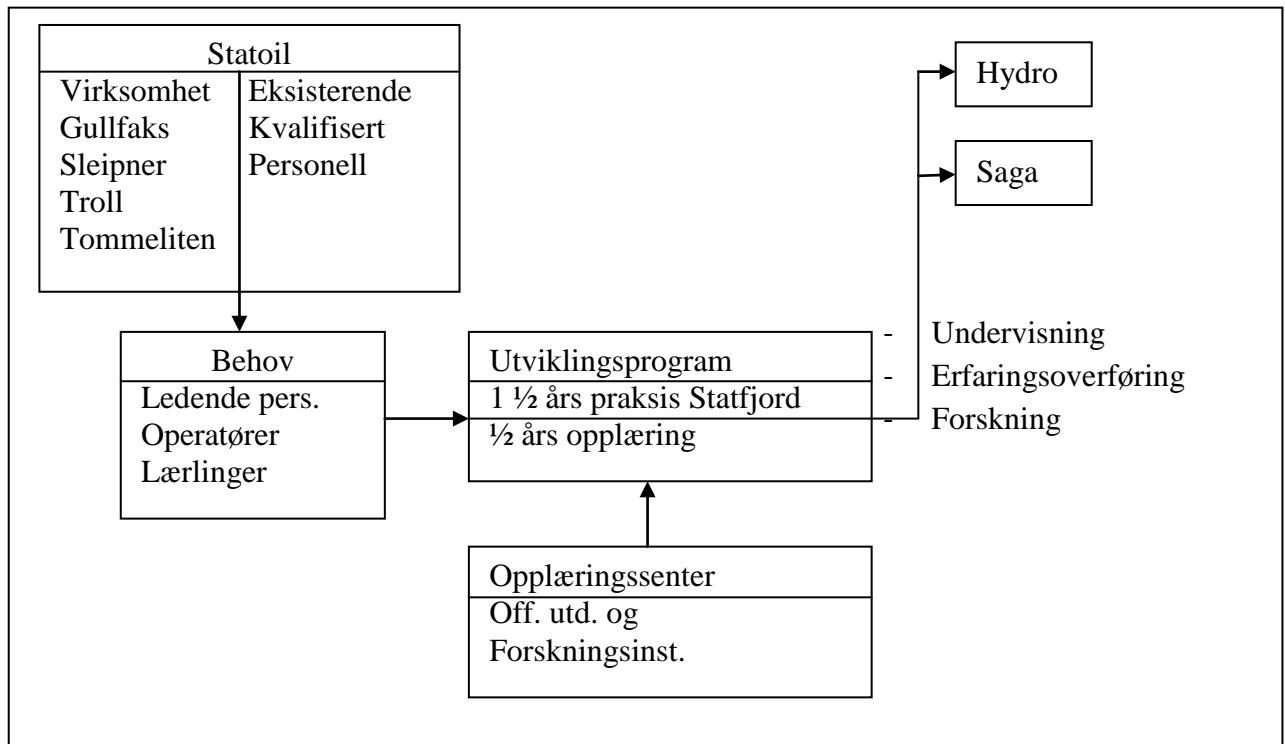 Statoil
Virksomhet
Gullfaks
Sleipner
Troll
Tommeliten
Eksisterende
Kvalifisert
Personell
Hydro
Saga
Behov
Ledende pers.
Operatører
Lærlinger
Utviklingsprogram
1 ½ års praksis Statfjord
½ års opplæring
- Undervisning
- Erfaringsoverføring
- Forskning
Opplæringssenter
Off. utd. og
Forskningsinst.